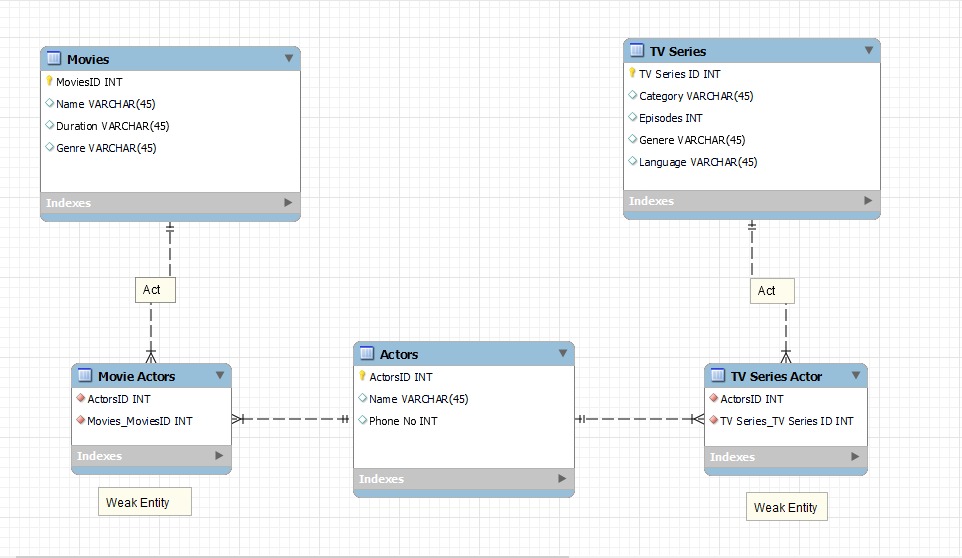 Movies
MoviesID INT
Name VARCHAR(45)
Duration VARCHAR(45)
Genre VARCHAR(45)
Indexes
TV Series
TV Series ID INT
Category VARCHAR(45)
Episodes INT
Genere VARCHAR(45)
Language VARCHAR(45)
Indexes
Act
Act
Movie Actors
ActorsID INT
Movies_MoviesID INT
Indexes
Weak Entity
Actors
ActorsID INT
Name VARCHAR(45)
Phone No INT
Indexes
TV Series Actor
ActorsID INT
TV Series_TV Series ID INT
Indexes
Weak Entity